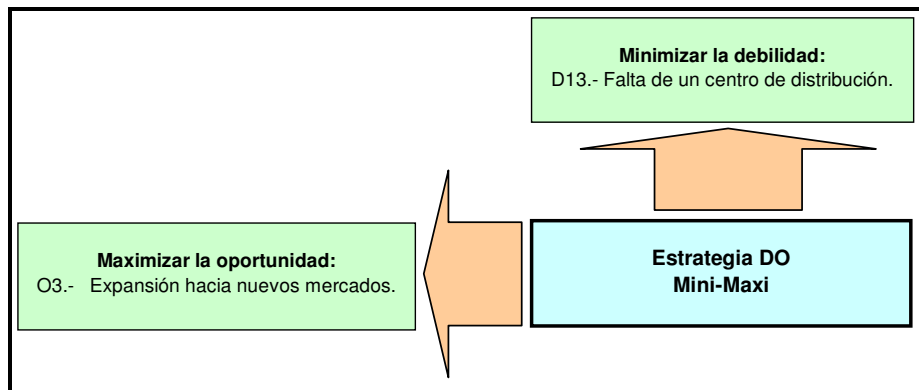 Minimizar la debilidad:
D13.- Falta de un centro de distribución.
Maximizar la oportunidad:
O3.- Expansión hacia nuevos mercados.
Estrategia DO
Mini-Maxi